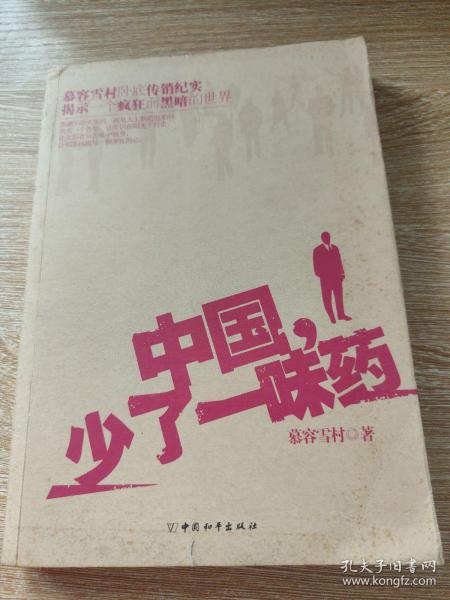 慕容雪村卧底传销纪实
揭示一个疯狂而黑暗的世界
中国，
少了一味药
慕容雪村◎著
中国和平出版社
孔夫子旧书网
www.kongfz.com